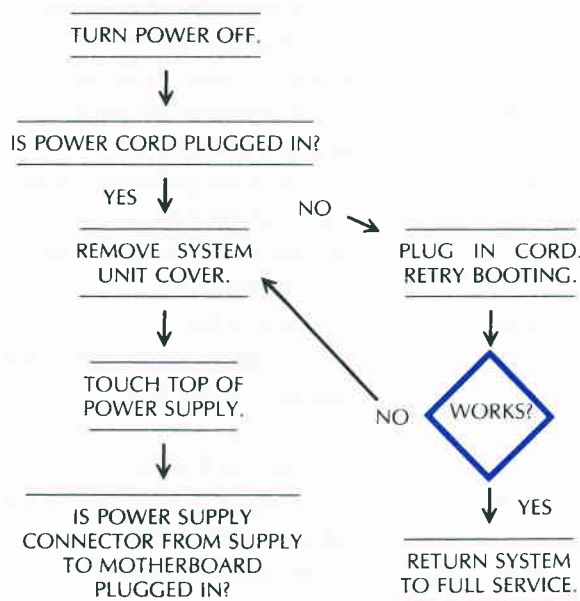 TURN POWER OFF.
IS POWER CORD PLUGGED IN?
YES
NO
REMOVE SYSTEM
UNIT COVER.
PLUG IN CORD.
RETRY BOOTING.
TOUCH TOP OF
POWER SUPPLY.
NO
WORKS?
YES
IS POWER SUPPLY
CONNECTOR FROM SUPPLY
TO MOTHERBOARD
PLUGGED IN?
RETURN SYSTEM
TO FULL SERVICE.